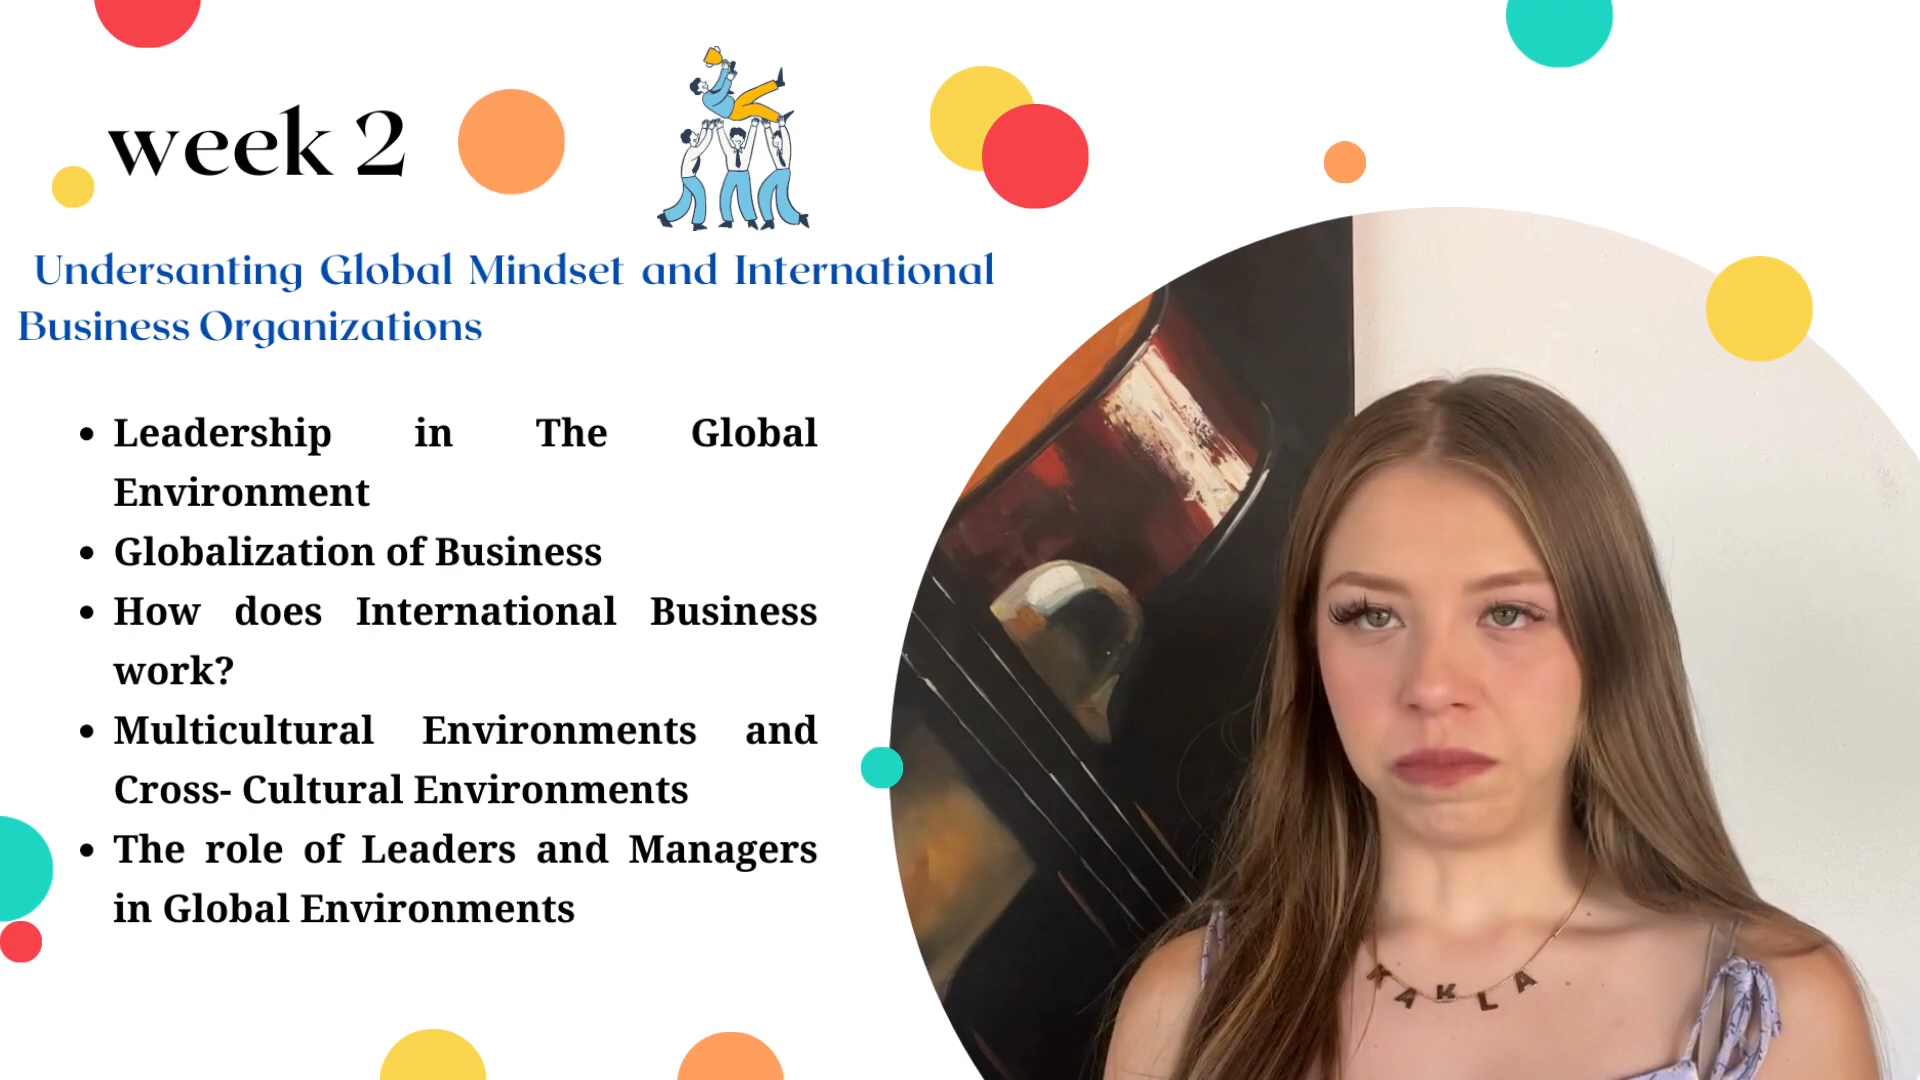 week 2
Undersanting Global Mindset and International
Business Organizations
Leadership in The Global
Environment
Globalization of Business
How does International Business
work?
Multicultural Environments and
Cross- Cultural Environments
The role of Leaders and Managers
in Global Environments